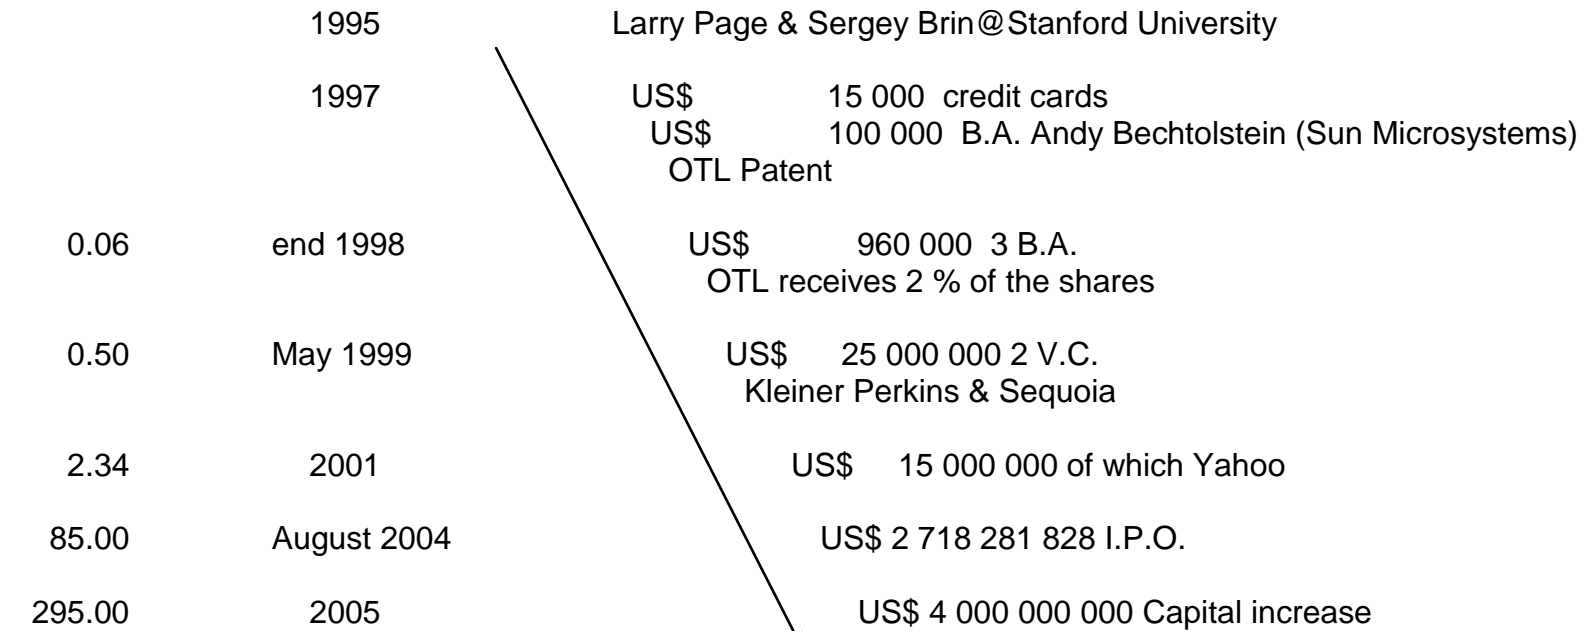 1995 Larry Page & Sergey Brin@Stanford University
1997 US$ 15 000 credit cards
US$ 100 000 B.A. Andy Bechtolstein (Sun Microsystems)
OTL Patent
0.06 end 1998 US$ 960 000 3 B.A.
OTL receives 2 % of the shares
0.50 May 1999 US$ 25 000 000 2 V.C.
Kleiner Perkins & Sequoia
2.34 2001 US$ 15 000 000 of which Yahoo
85.00 August 2004 US$ 2 718 281 828 I.P.O.
295.00 2005 US$ 4 000 000 000 Capital increase